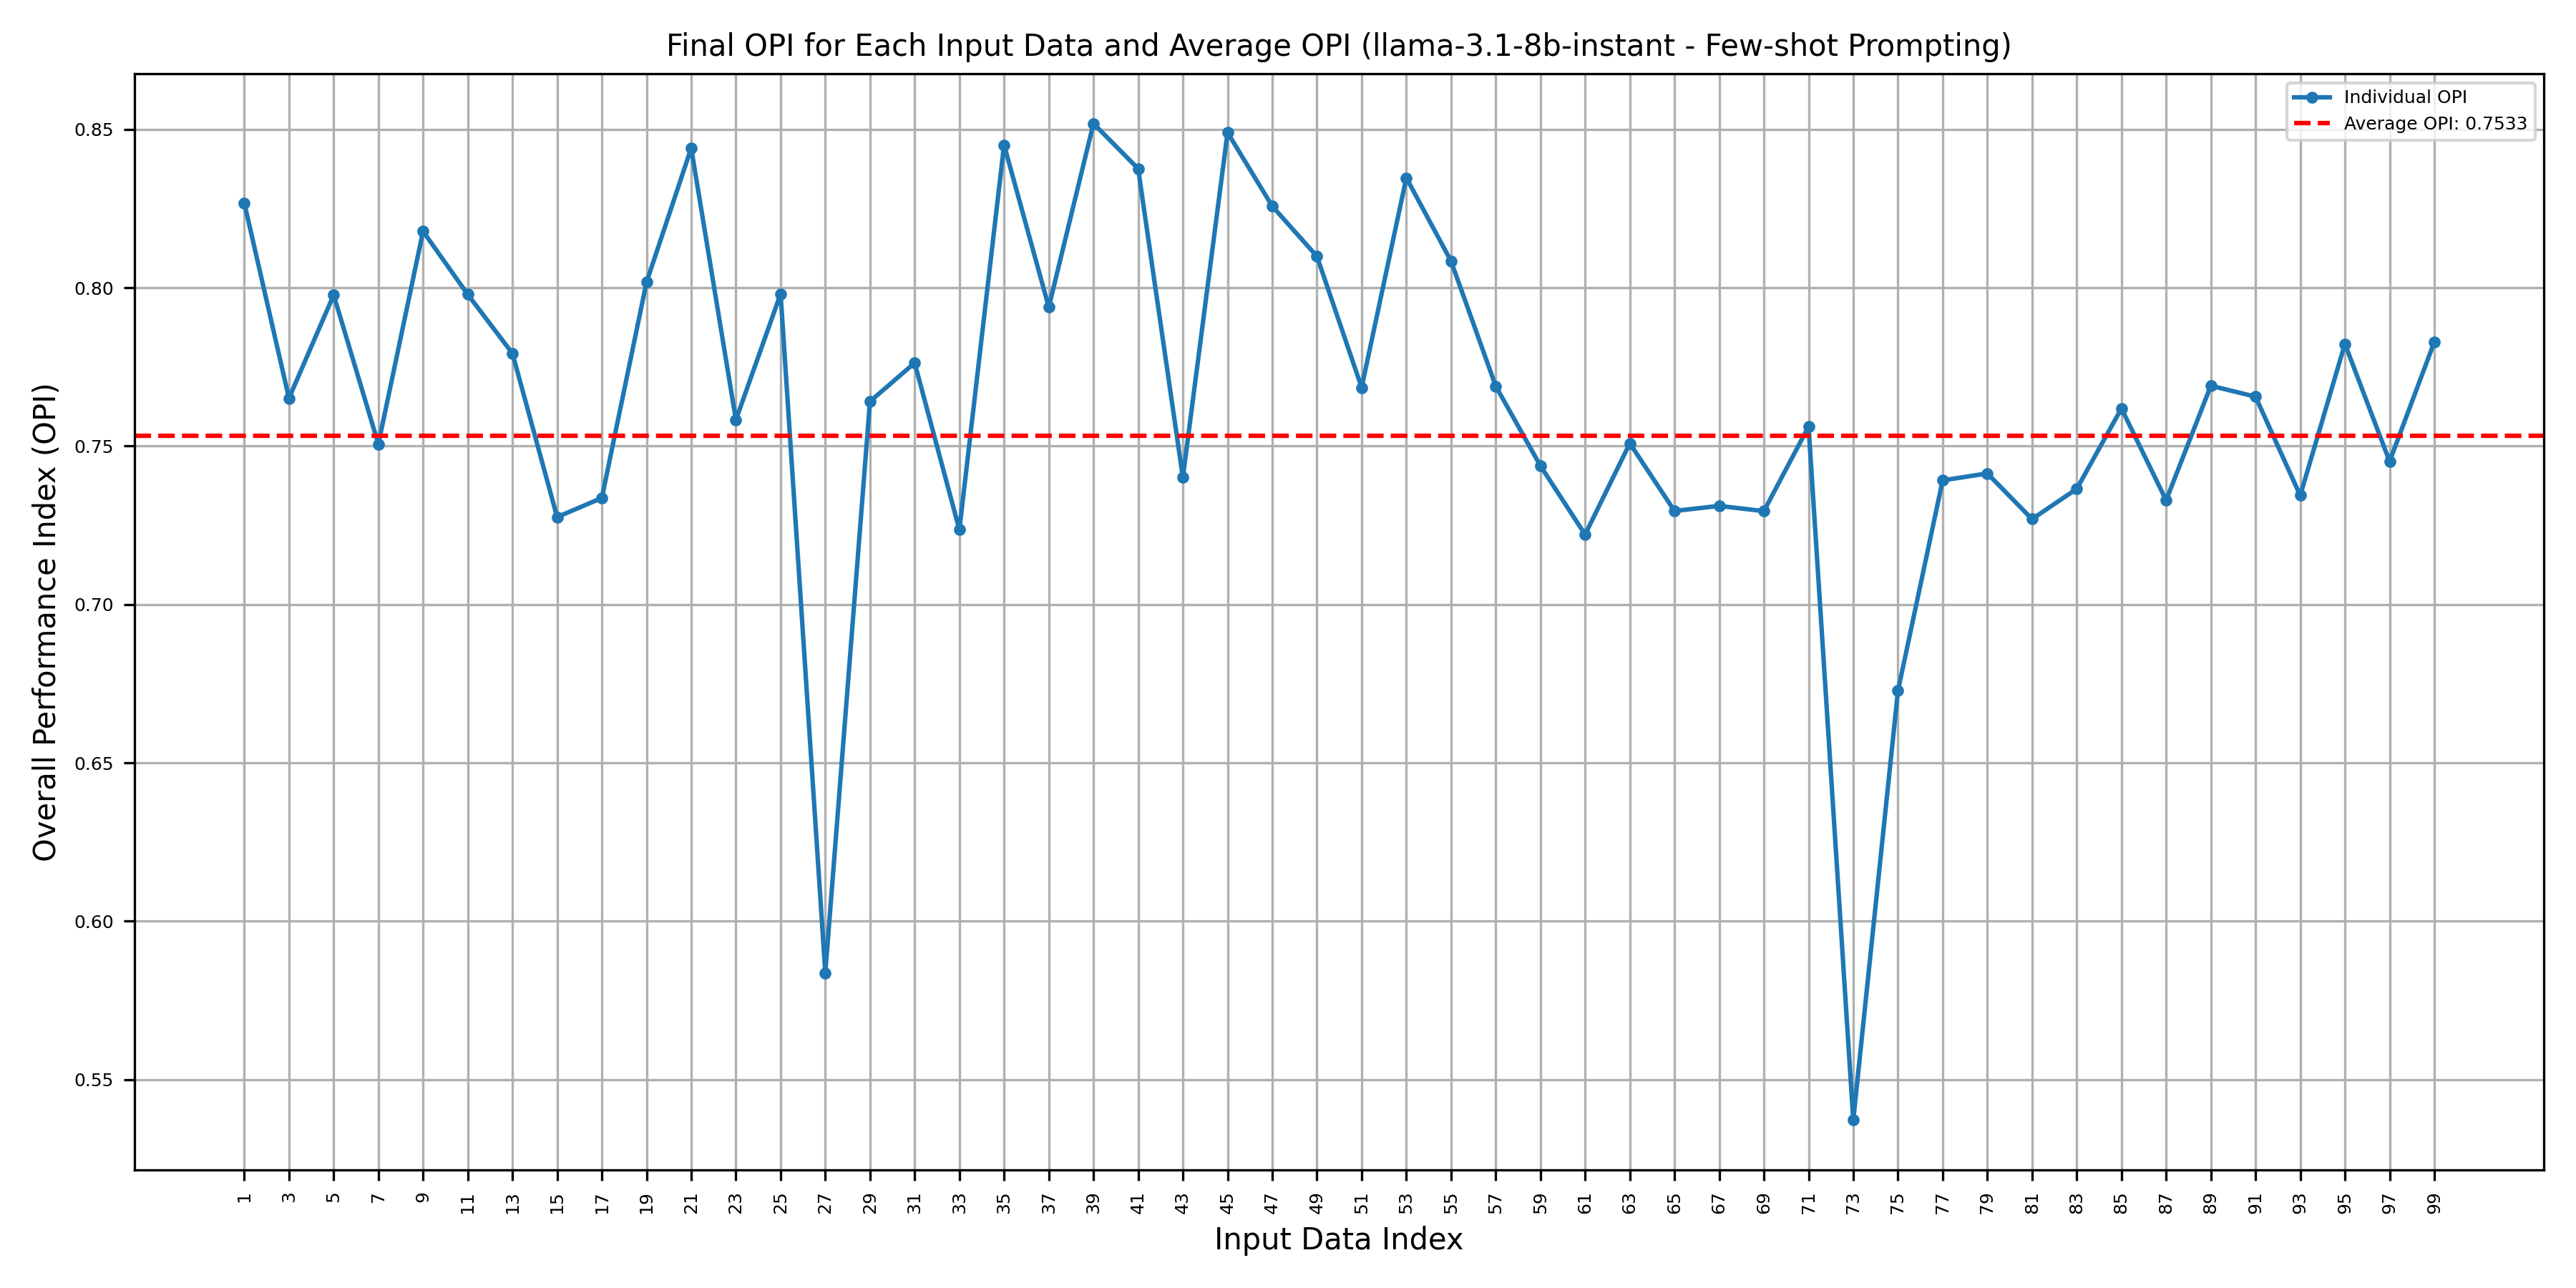 Final OPI for Each Input Data and Average OPI (llama-3.1-8b-instant - Few-shot Prompting)
Individual OPI
Average OPI: 0.7533
Overall Performance Index (OPI)
0.85
0.80
0.75
0.70
0.65
0.60
0.55
1 3 5 7 9 11 13 15 17 19 21 23 25 27 29 31 33 35 37 39 41 43 45 47 49 51 53 55 57 59 61 63 65 67 69 71 73 75 77 79 81 83 85 87 89 91 93 95 97 99
Input Data Index